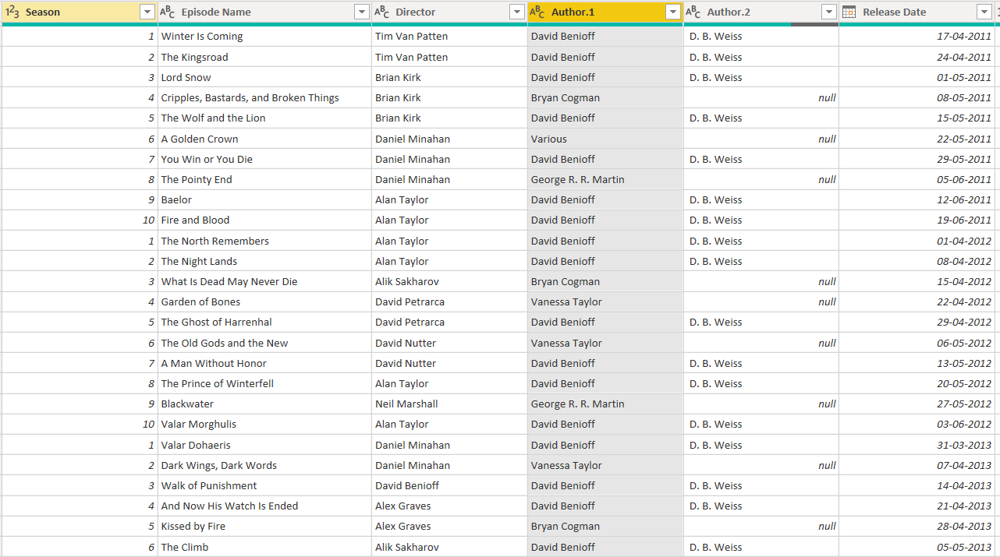 123 Season ABC Episode Name ABC Director ABC Author.1 ABC Author.2 Release Date
1 Winter Is Coming Tim Van Patten David Benioff D. B. Weiss 17-04-2011
2 The Kingsroad Tim Van Patten David Benioff D. B. Weiss 24-04-2011
3 Lord Snow Brian Kirk David Benioff D. B. Weiss 01-05-2011
4 Cripples, Bastards, and Broken Things Brian Kirk Bryan Cogman null 08-05-2011
5 The Wolf and the Lion Brian Kirk David Benioff D. B. Weiss 15-05-2011
6 A Golden Crown Daniel Minahan Various null 22-05-2011
7 You Win or You Die Daniel Minahan David Benioff D. B. Weiss 29-05-2011
8 The Pointy End Daniel Minahan George R. R. Martin null 05-06-2011
9 Baelor Alan Taylor David Benioff D. B. Weiss 12-06-2011
10 Fire and Blood Alan Taylor David Benioff D. B. Weiss 19-06-2011
1 The North Remembers Alan Taylor David Benioff D. B. Weiss 01-04-2012
2 The Night Lands Alan Taylor David Benioff D. B. Weiss 08-04-2012
3 What Is Dead May Never Die Alik Sakharov Bryan Cogman null 15-04-2012
4 Garden of Bones David Petrarca Vanessa Taylor null 22-04-2012
5 The Ghost of Harrenhal David Petrarca David Benioff D. B. Weiss 29-04-2012
6 The Old Gods and the New David Nutter Vanessa Taylor null 06-05-2012
7 A Man Without Honor David Nutter David Benioff D. B. Weiss 13-05-2012
8 The Prince of Winterfell Alan Taylor David Benioff D. B. Weiss 20-05-2012
9 Blackwater Neil Marshall George R. R. Martin null 27-05-2012
10 Valar Morghulis Alan Taylor David Benioff D. B. Weiss 03-06-2012
1 Valar Dohaeris Daniel Minahan David Benioff D. B. Weiss 31-03-2013
2 Dark Wings, Dark Words Daniel Minahan Vanessa Taylor null 07-04-2013
3 Walk of Punishment David Benioff David Benioff D. B. Weiss 14-04-2013
4 And Now His Watch Is Ended Alex Graves David Benioff D. B. Weiss 21-04-2013
5 Kissed by Fire Alex Graves Bryan Cogman null 28-04-2013
6 The Climb Alik Sakharov David Benioff D. B. Weiss 05-05-2013